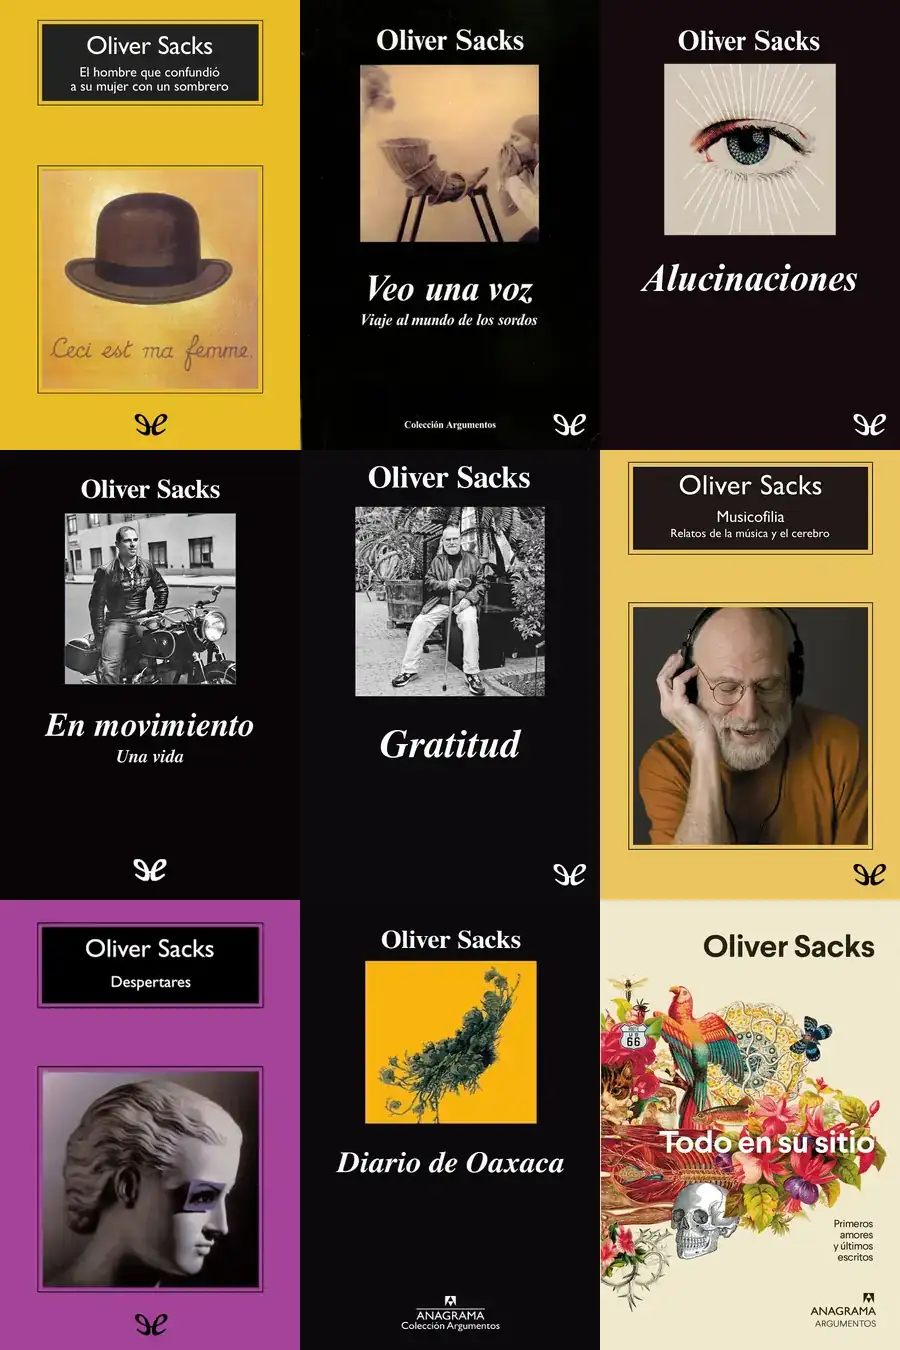 Oliver Sacks
El hombre que confundió
a su mujer con un sombrero
Ceci est ma femme.
Oliver Sacks
Veo una voz
Viaje al mundo de los sordos
Colección Argumentos
Oliver Sacks
Alucinaciones
Oliver Sacks
En movimiento
Una vida
Oliver Sacks
Gratitud
Oliver Sacks
Musicofilia
Relatos de la música y el cerebro
Oliver Sacks
Despertares
Oliver Sacks
Diario de Oaxaca
ANAGRAMA
Colección Argumentos
Oliver Sacks
66
Todo en su sitio
Primeros
amores
y últimos
escritos
ANAGRAMA
ARGUMENTOS